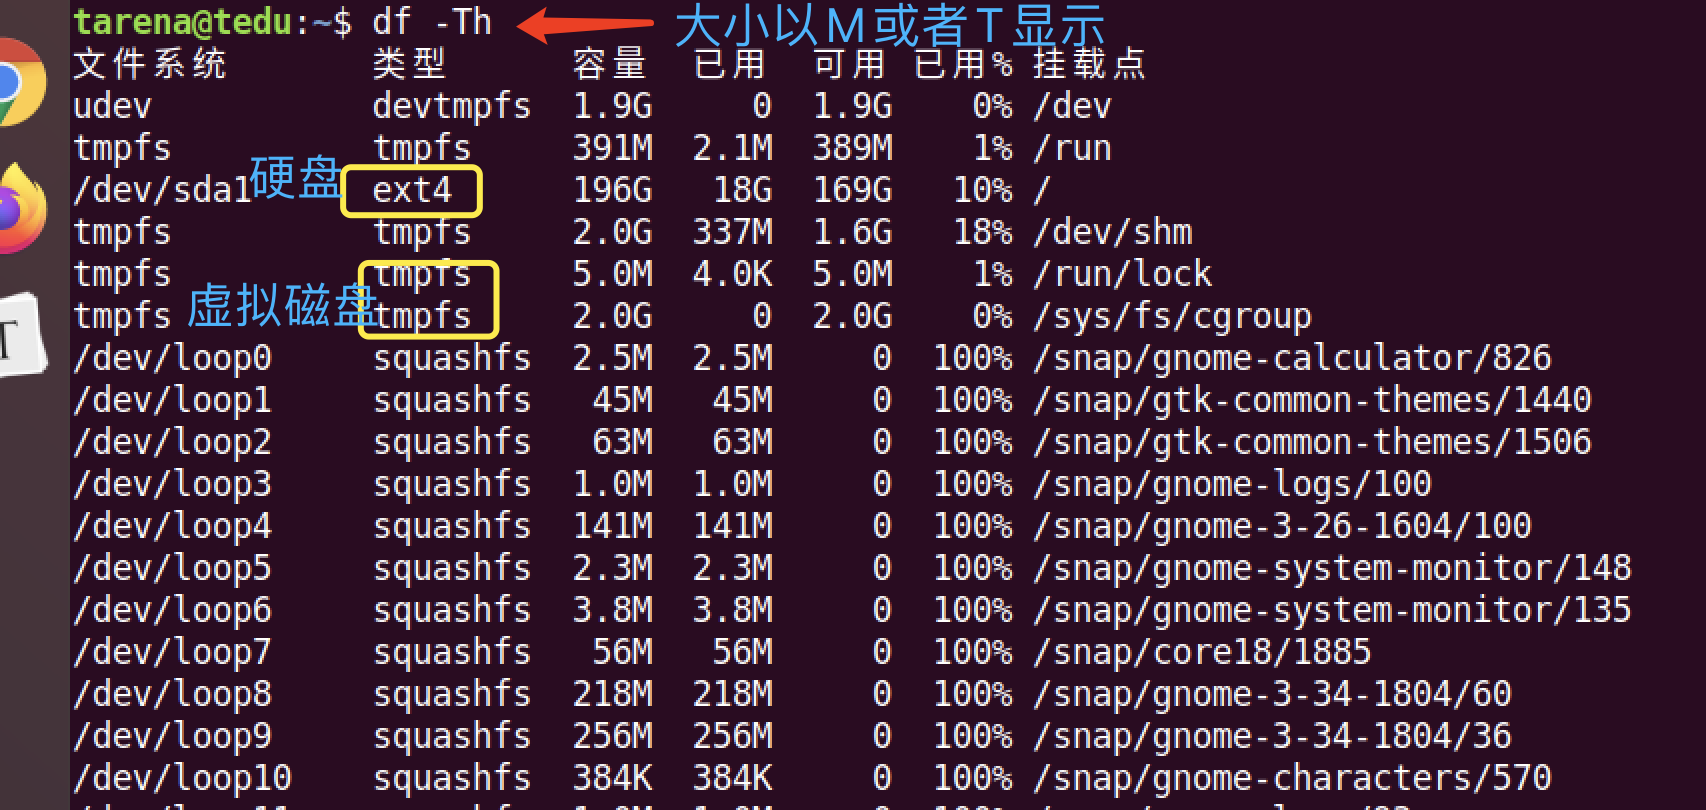 tarena@tedu:~$ df -Th 大小以M或者T显示
文件系统 类型 容量 已用 可用 已用% 挂载点
udev devtmpfs 1.9G 0 1.9G 0% /dev
tmpfs tmpfs 391M 2.1M 389M 1% /run
/dev/sda1 硬盘 ext4 196G 18G 169G 10% /
tmpfs tmpfs 2.0G 337M 1.6G 18% /dev/shm
tmpfs tmpfs 5.0M 4.0K 5.0M 1% /run/lock
tmpfs 虚拟磁盘 tmpfs 2.0G 0 2.0G 0% /sys/fs/cgroup
/dev/loop0 squashfs 2.5M 2.5M 0 100% /snap/gnome-calculator/826
/dev/loop1 squashfs 45M 45M 0 100% /snap/gtk-common-themes/1440
/dev/loop2 squashfs 63M 63M 0 100% /snap/gtk-common-themes/1506
/dev/loop3 squashfs 1.0M 1.0M 0 100% /snap/gnome-logs/100
/dev/loop4 squashfs 141M 141M 0 100% /snap/gnome-3-26-1604/100
/dev/loop5 squashfs 2.3M 2.3M 0 100% /snap/gnome-system-monitor/148
/dev/loop6 squashfs 3.8M 3.8M 0 100% /snap/gnome-system-monitor/135
/dev/loop7 squashfs 56M 56M 0 100% /snap/core18/1885
/dev/loop8 squashfs 218M 218M 0 100% /snap/gnome-3-34-1804/60
/dev/loop9 squashfs 256M 256M 0 100% /snap/gnome-3-34-1804/36
/dev/loop10 squashfs 384K 384K 0 100% /snap/gnome-characters/570